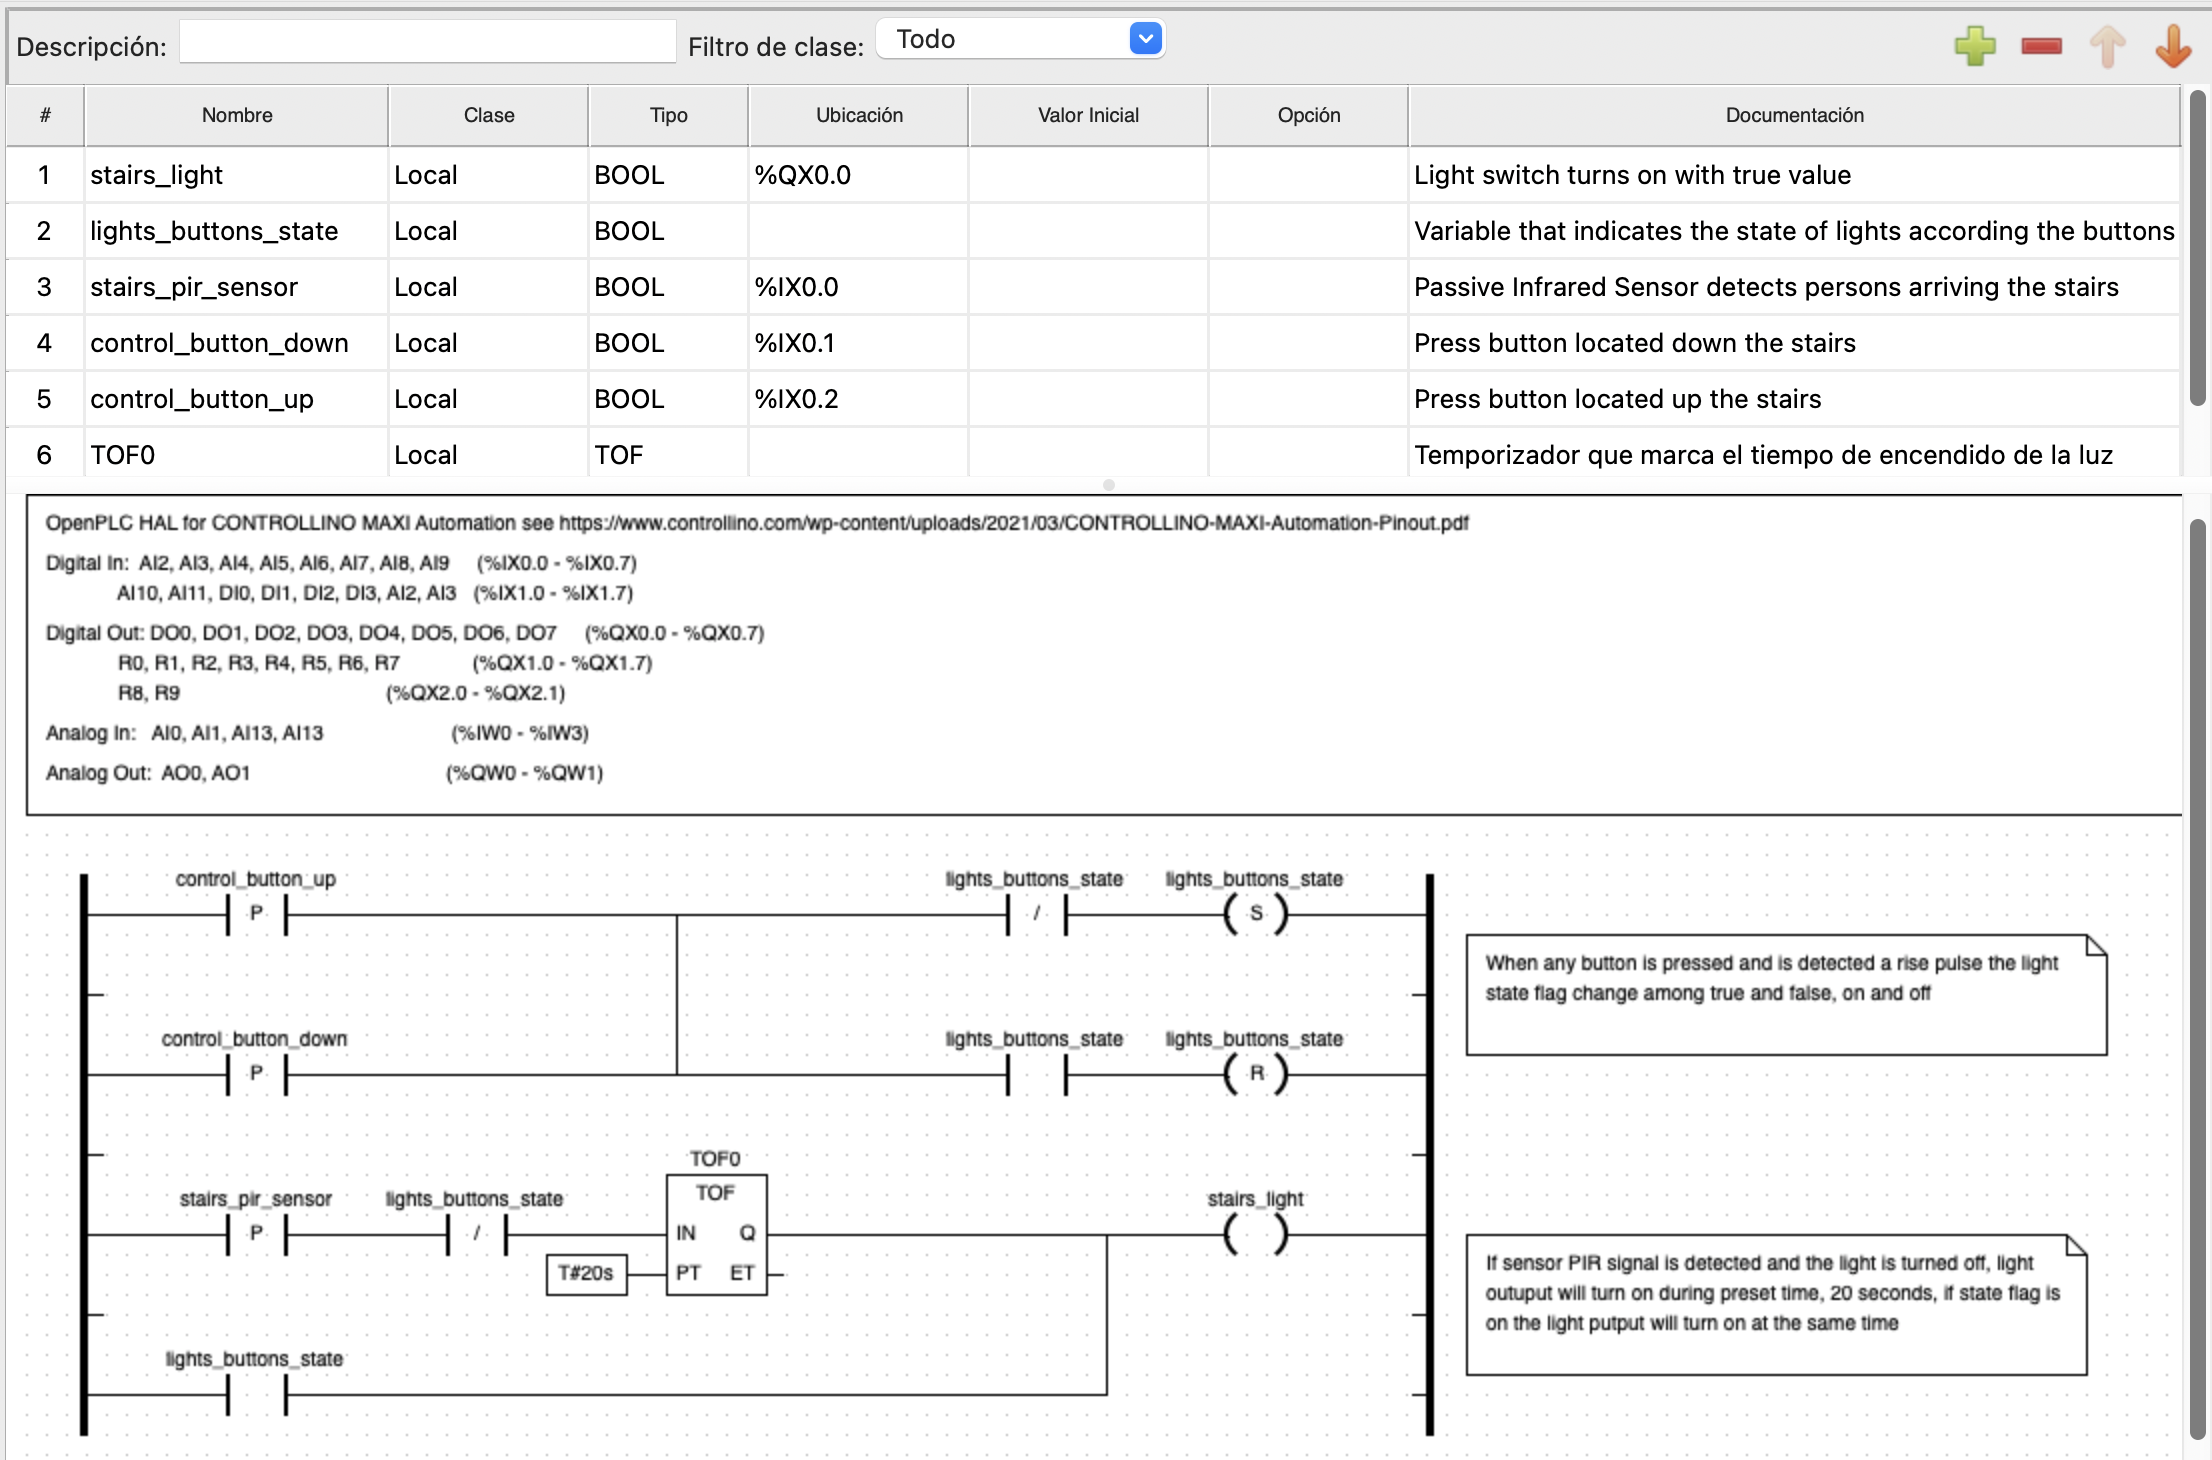 Descripción: Filtro de clase: Todo
# Nombre Clase Tipo Ubicación Valor Inicial Opción Documentación
1 stairs_light Local BOOL %QX0.0 Light switch turns on with true value
2 lights_buttons_state Local BOOL Variable that indicates the state of lights according the buttons
3 stairs_pir_sensor Local BOOL %IX0.0 Passive Infrared Sensor detects persons arriving the stairs
4 control_button_down Local BOOL %IX0.1 Press button located down the stairs
5 control_button_up Local BOOL %IX0.2 Press button located up the stairs
6 TOF0 Local TOF Temporizador que marca el tiempo de encendido de la luz
OpenPLC HAL for CONTROLLINO MAXI Automation see https://www.controllino.com/wp-content/uploads/2021/03/CONTROLLINO-MAXI-Automation-Pinout.pdf
Digital In: AI2, AI3, AI4, AI5, AI6, AI7, AI8, AI9 (%IX0.0 - %IX0.7)
AI10, AI11, DI0, DI1, DI2, DI3, AI2, AI3 (%IX1.0 - %IX1.7)
Digital Out: DO0, DO1, DO2, DO3, DO4, DO5, DO6, DO7 (%QX0.0 - %QX0.7)
R0, R1, R2, R3, R4, R5, R6, R7 (%QX1.0 - %QX1.7)
R8, R9 (%QX2.0 - %QX2.1)
Analog In: AI0, AI1, AI13, AI13 (%IW0 - %IW3)
Analog Out: AO0, AO1 (%QW0 - %QW1)
control_button_up lights_buttons_state lights_buttons_state
P / S
When any button is pressed and is detected a rise pulse the light
state flag change among true and false, on and off
control_button_down lights_buttons_state lights_buttons_state
P R
TOF0
TOF
stairs_pir_sensor lights_buttons_state stairs_light
P / IN Q
T#20s PT ET
If sensor PIR signal is detected and the light is turned off, light
outuput will turn on during preset time, 20 seconds, if state flag is
on the light putput will turn on at the same time
lights_buttons_state